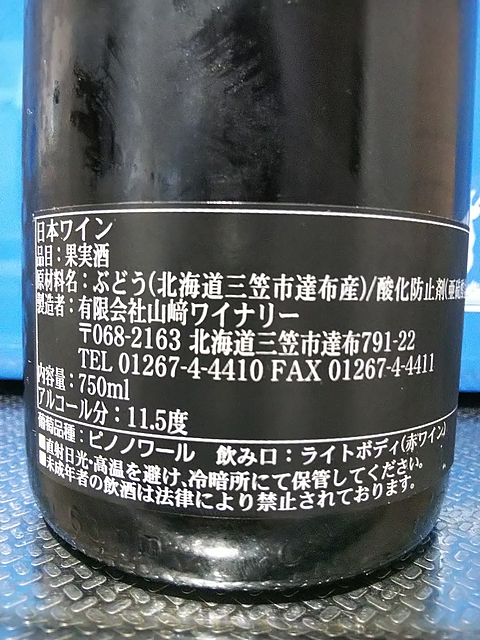 日本ワイン
品目：果実酒
原材料名：ぶどう(北海道三笠市達布産)/酸化防止剤(亜硫酸
製造者：有限会社山﨑ワイナリー
〒068-2163 北海道三笠市達布791-22
TEL 01267-4-4410 FAX 01267-4-4411
内容量：750ml
アルコール分：11.5度
葡萄品種：ピノノワール 飲み口：ライトボディ(赤ワイン)
■直射日光・高温を避け、冷暗所にて保管してください。
■未成年者の飲酒は法律により禁止されております。